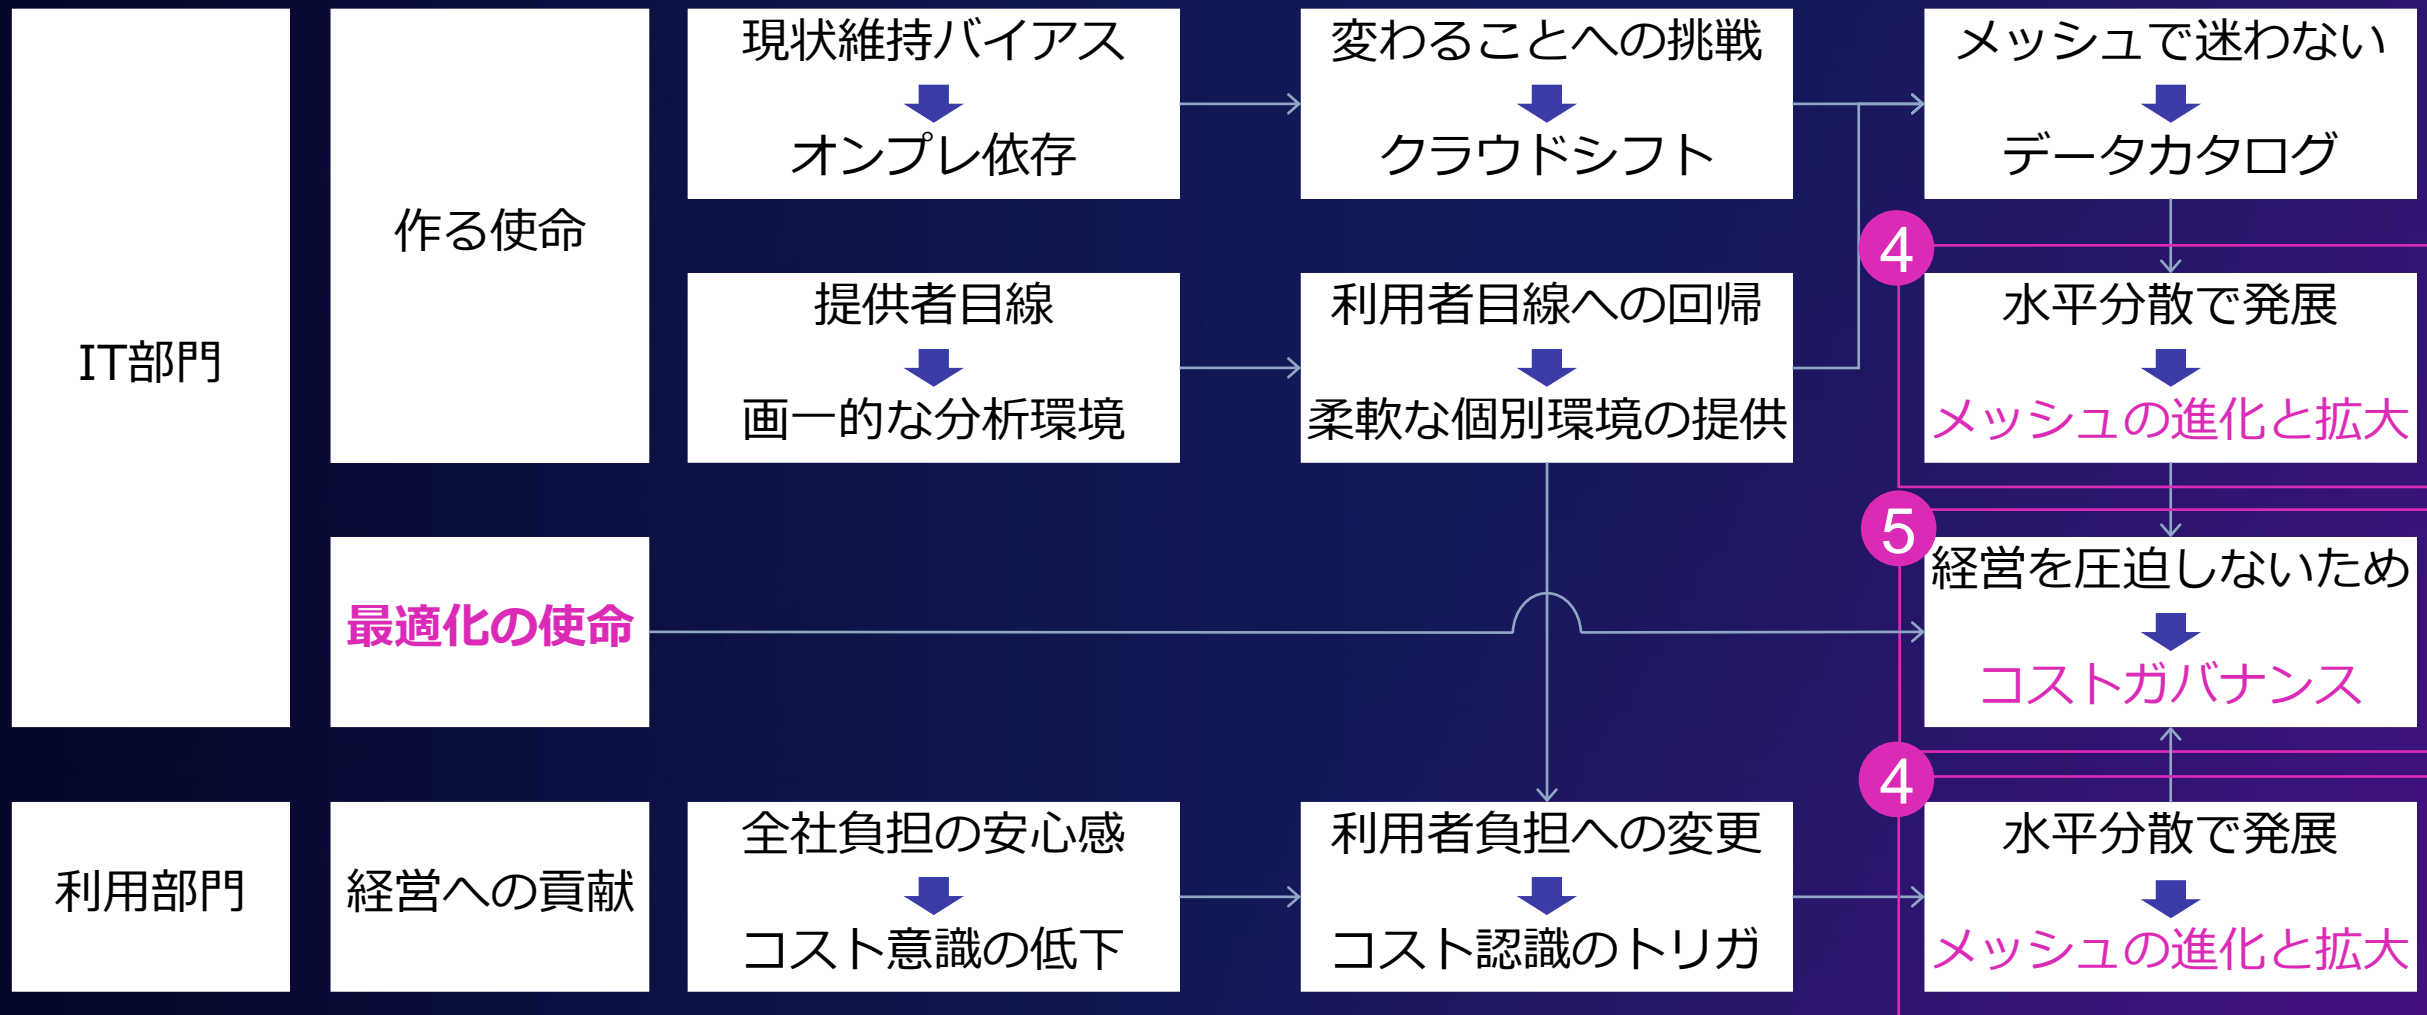 IT部門
作る使命
現状維持バイアス
オンプレ依存
変わることへの挑戦
クラウドシフト
メッシュで迷わない
データカタログ
提供者目線
画一的な分析環境
利用者目線への回帰
柔軟な個別環境の提供
4
水平分散で発展
メッシュの進化と拡大
最適化の使命
5
経営を圧迫しないため
コストガバナンス
利用部門
経営への貢献
全社負担の安心感
コスト意識の低下
利用者負担への変更
コスト認識のトリガ
4
水平分散で発展
メッシュの進化と拡大